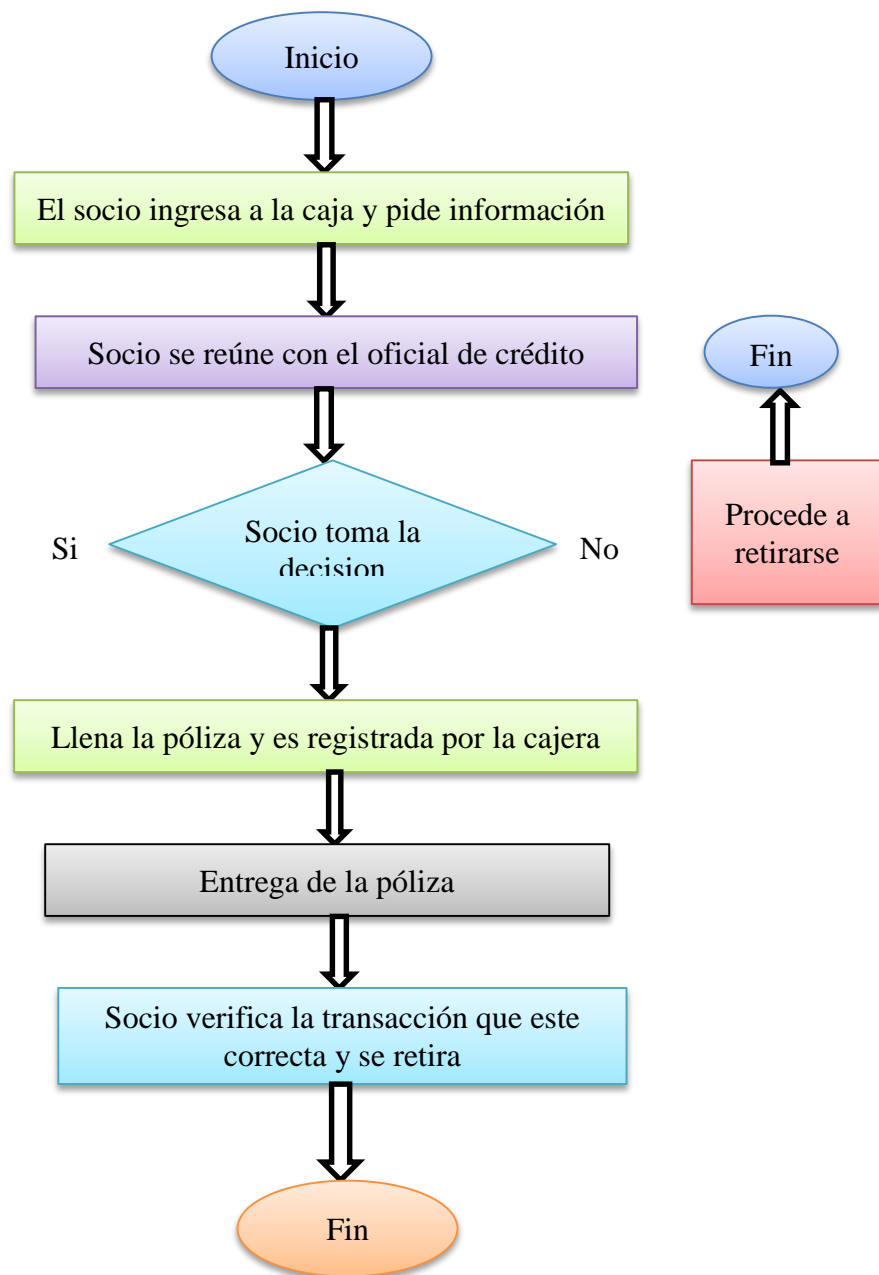 Inicio
El socio ingresa a la caja y pide información
Socio se reúne con el oficial de crédito
Fin
Procede a
retirarse
Si
Socio toma la
decision
No
Llena la póliza y es registrada por la cajera
Entrega de la póliza
Socio verifica la transacción que este
correcta y se retira
Fin